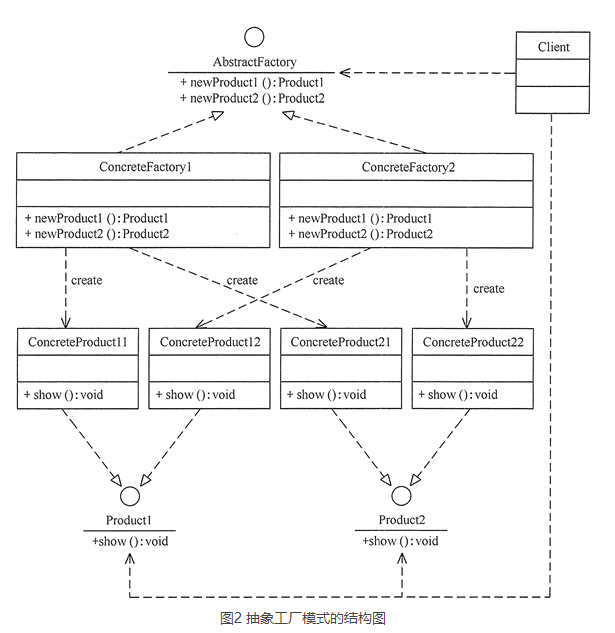 AbstractFactory
+ newProduct1 () : Product1
+ newProduct2 () : Product2
Client
ConcreteFactory1
+ newProduct1 () : Product1
+ newProduct2 () : Product2
ConcreteFactory2
+ newProduct1 () : Product1
+ newProduct2 () : Product2
create
create
create
create
ConcreteProduct11
+ show () : void
ConcreteProduct12
+ show () : void
ConcreteProduct21
+ show () : void
ConcreteProduct22
+ show () : void
Product1
+show () : void
Product2
+show () : void
图2 抽象工厂模式的结构图